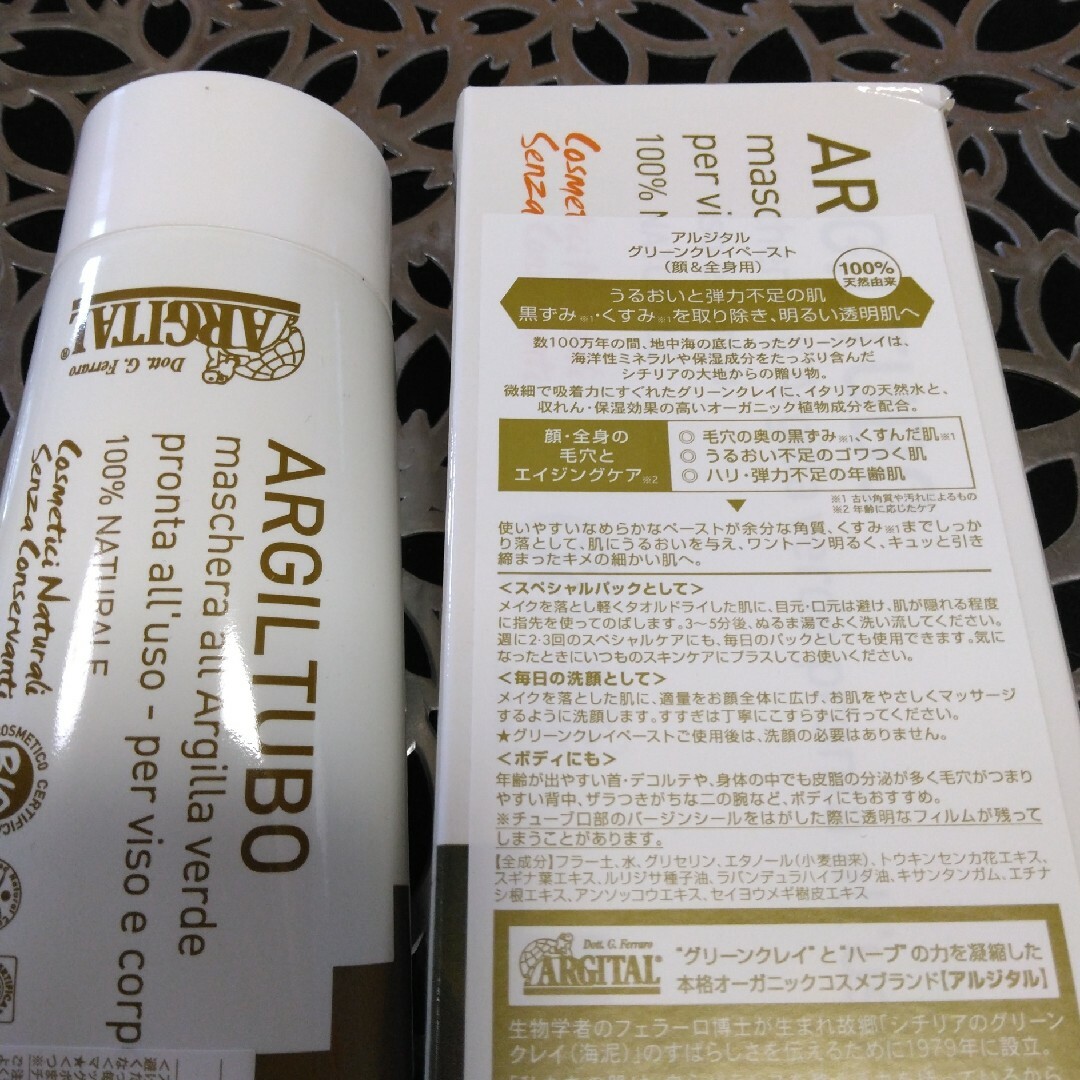 ARGITAL®
Dott. G. Ferraro
ARGILTUBO
maschera all'Argilla verde
pronta all'uso - per viso e corp
100% NATURALE
Cosmetici Naturali
Senza Conservanti
COSMETICO CERTIFICA
AR
masc
per vi
100% N
Cosmet
Senza
アルジタル
グリーンクレイペースト
(顔&全身用)
100%
天然由来
うるおいと弾力不足の肌
黒ずみ※1・くすみ※1を取り除き、明るい透明肌へ
数100万年の間、地中海の底にあったグリーンクレイは、
海洋性ミネラルや保湿成分をたっぷり含んだ
シチリアの大地からの贈り物。
微細で吸着力にすぐれたグリーンクレイに、イタリアの天然水と、
収れん・保湿効果の高いオーガニック植物成分を配合。
顔・全身の
毛穴と
エイジングケア※2
◎ 毛穴の奥の黒ずみ※1、くすんだ肌※1
◎ うるおい不足のゴワつく肌
◎ ハリ・弾力不足の年齢肌
※1 古い角質や汚れによるもの
※2 年齢に応じたケア
使いやすいなめらかなペーストが余分な角質、くすみ※1までしっか
り落として、肌にうるおいを与え、ワントーン明るく、キュッと引き
締まったキメの細かい肌へ。
<スペシャルパックとして>
メイクを落とし軽くタオルドライした肌に、目元・口元は避け、肌が隠れる程度
に指先を使ってのばします。3〜5分後、ぬるま湯でよく洗い流してください。
週に2・3回のスペシャルケアにも、毎日のパックとしても使用できます。気に
なったときにいつものスキンケアにプラスしてお使いください。
<毎日の洗顔として>
メイクを落とした肌に、適量をお顔全体に広げ、お肌をやさしくマッサージ
するように洗顔します。すすぎは丁寧にこすらずに行ってください。
★グリーンクレイペーストご使用後は、洗顔の必要はありません。
<ボディにも>
年齢が出やすい首・デコルテや、身体の中でも皮脂の分泌が多く毛穴がつまり
やすい背中、ザラつきがちな二の腕など、ボディにもおすすめ。
※チューブ口部のバージンシールをはがした際に透明なフィルムが残って
しまうことがあります。
【全成分】フラー土、水、グリセリン、エタノール(小麦由来)、トウキンセンカ花エキス、
スギナ葉エキス、ルリジサ種子油、ラバンデュラハイブリダ油、キサンタンガム、エチナ
シ根エキス、アンソッコウエキス、セイヨウメギ樹皮エキス
Dott. G. Ferraro
ARGITAL®
"グリーンクレイ"と"ハーブ"の力を凝縮した
本格オーガニックコスメブランド【アルジタル】
生物学者のフェラーロ博士が生まれ故郷「シチリアのグリーン
クレイ(海泥)」のすばらしさを伝えるために1979年に設立。